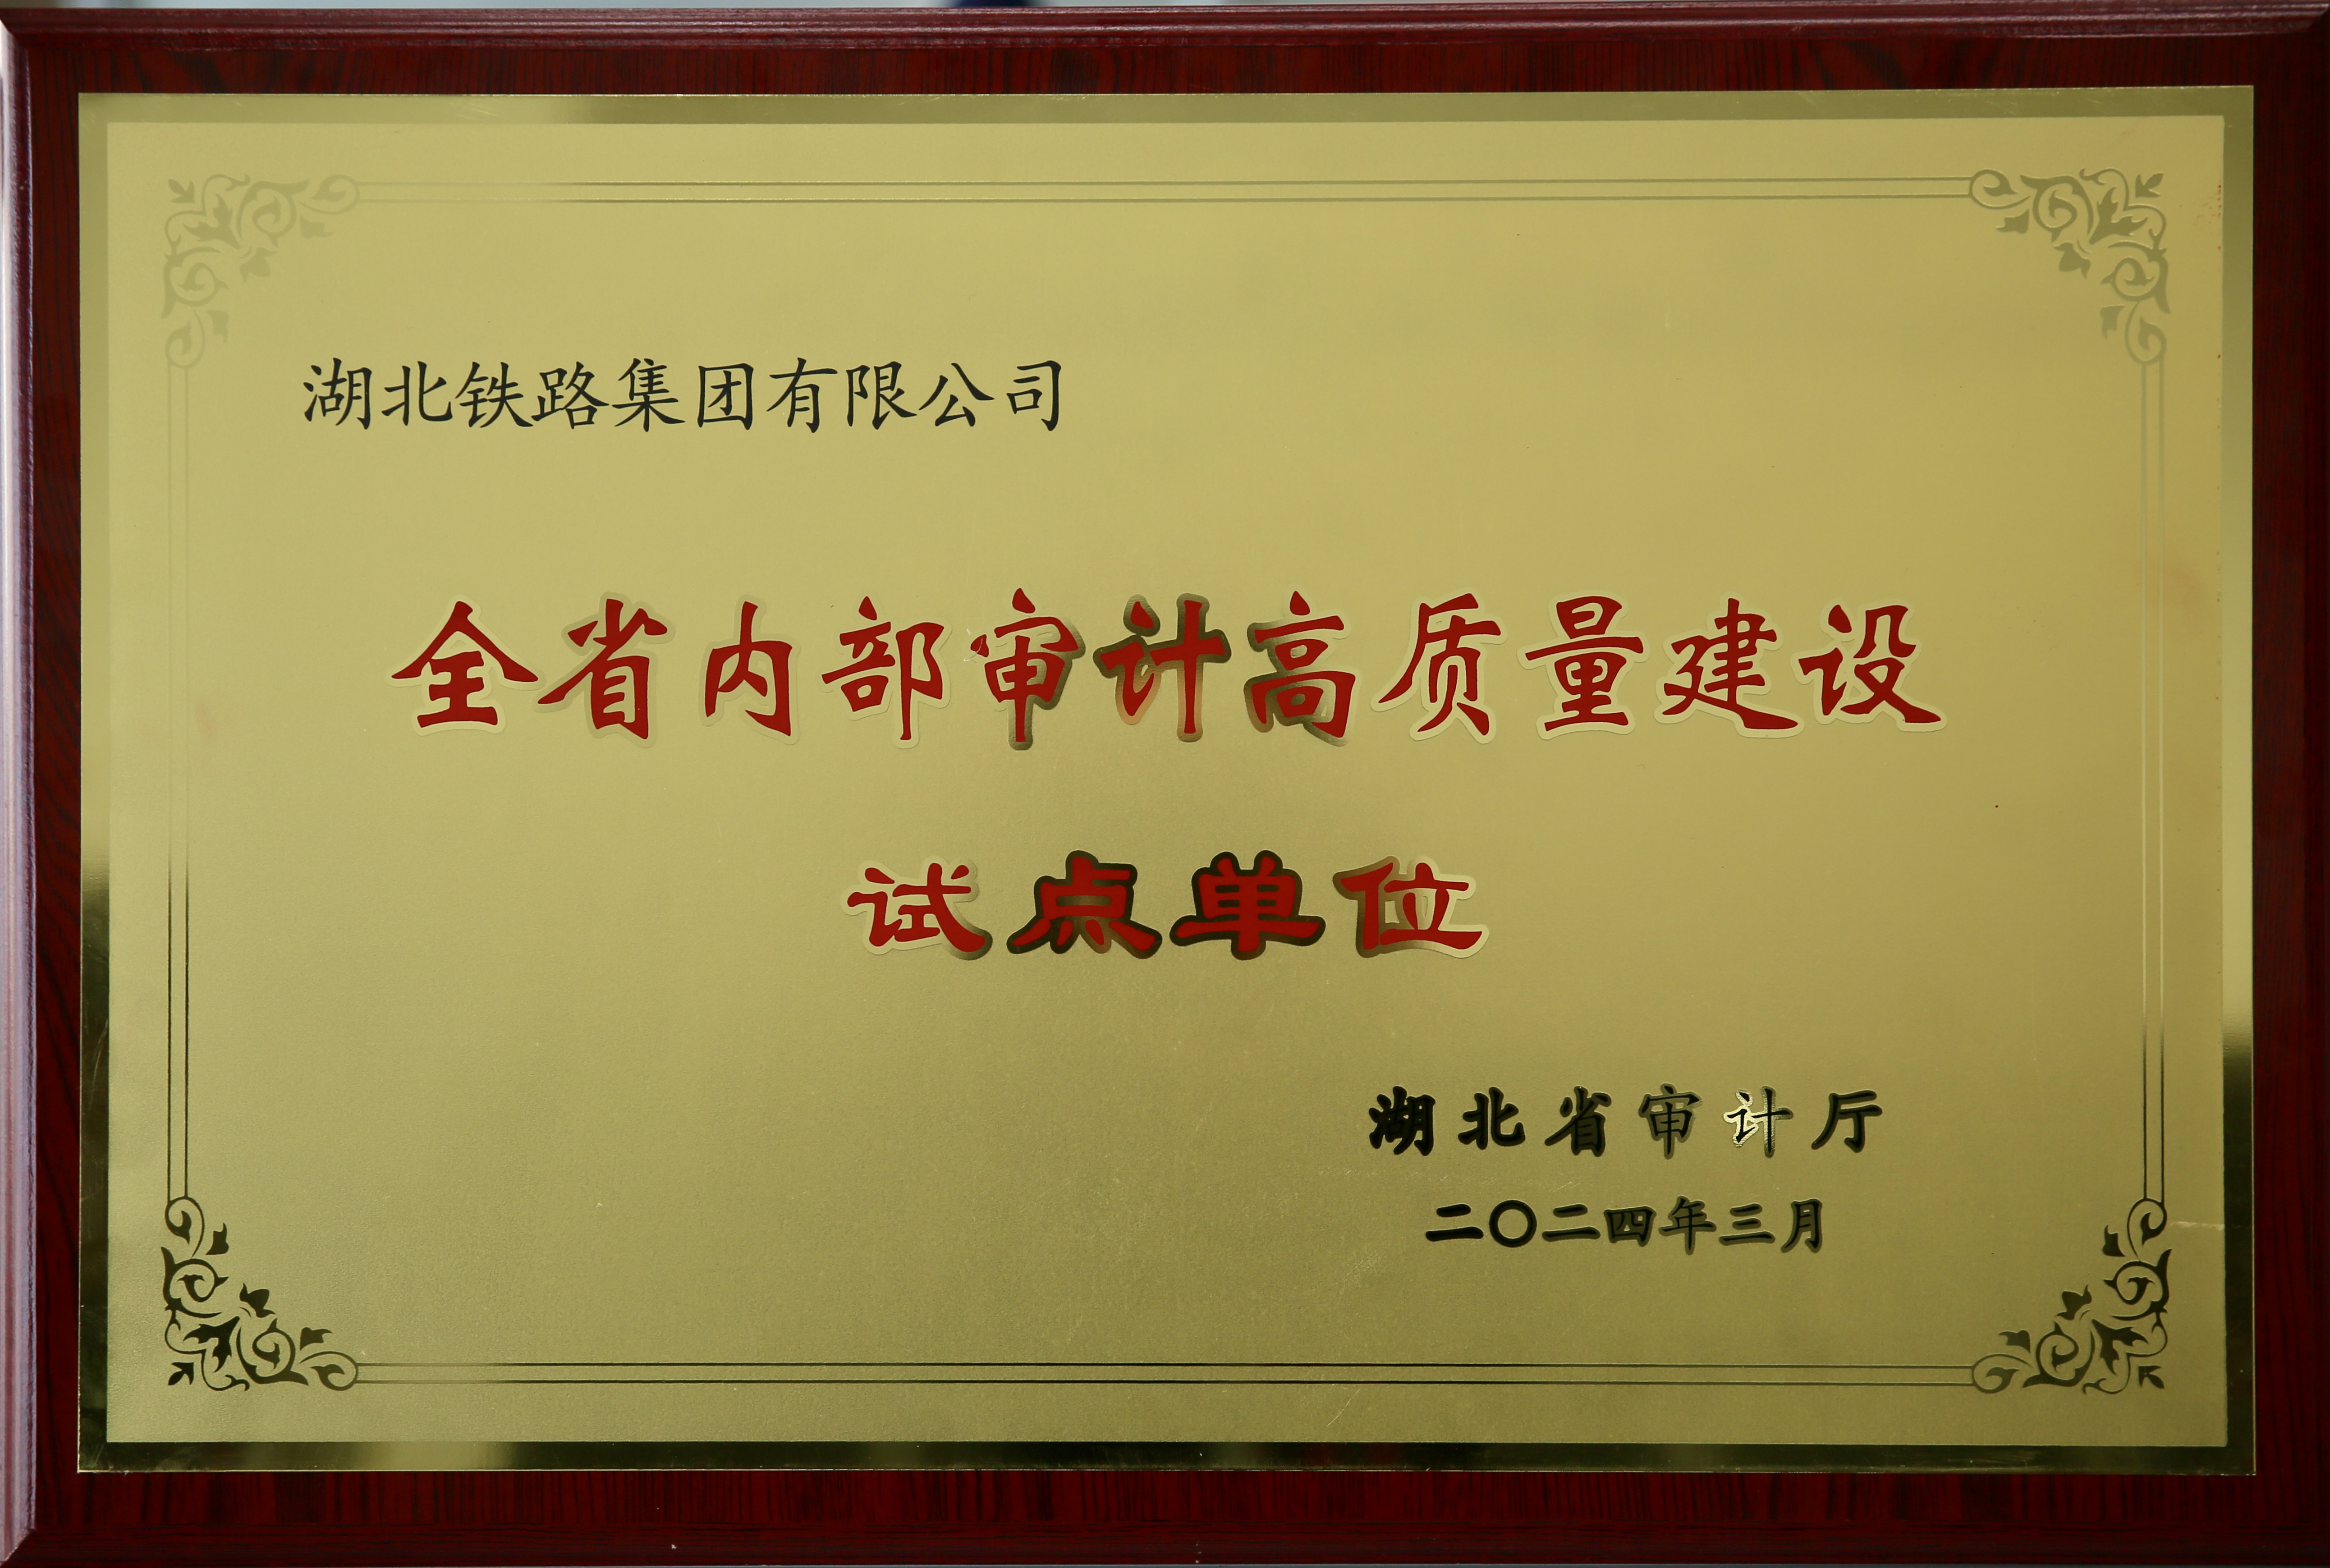 湖北铁路集团有限公司
全省内部审计高质量建设
试点单位
湖北省审计厅
二〇二四年三月